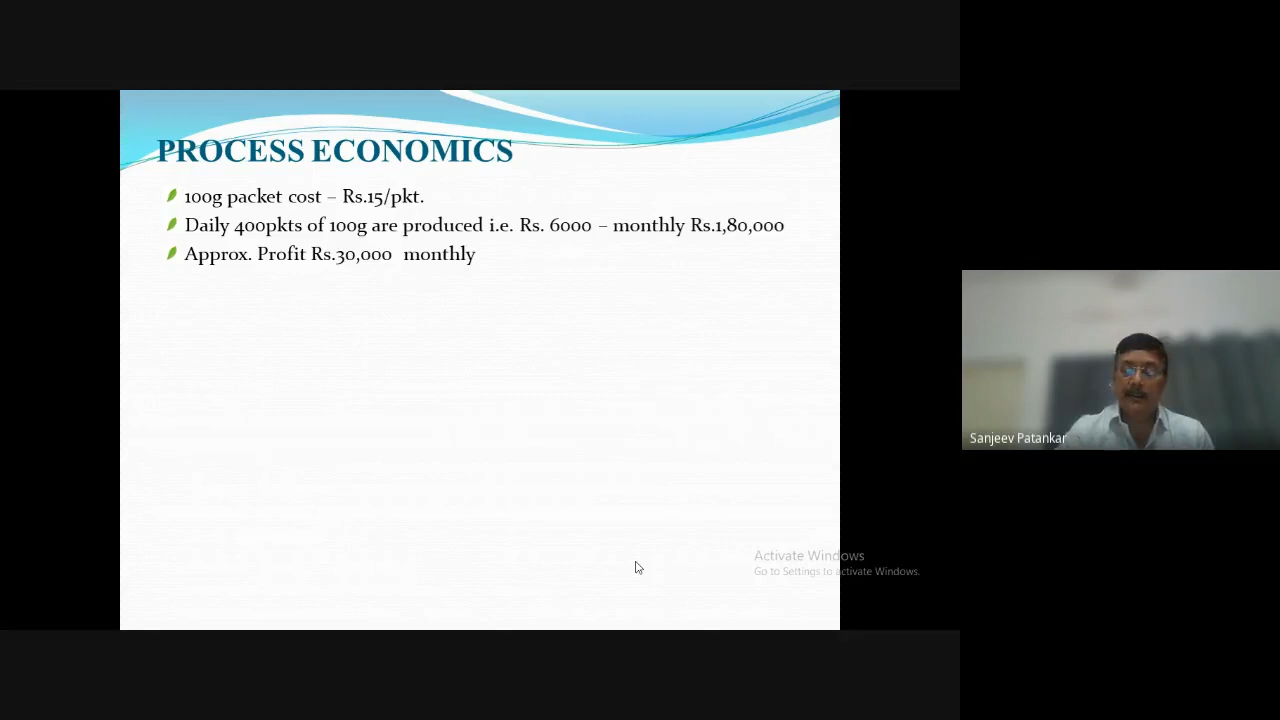 PROCESS ECONOMICS
100g packet cost – Rs.15/pkt.
Daily 400pkts of 100g are produced i.e. Rs. 6000 – monthly Rs.1,80,000
Approx. Profit Rs.30,000 monthly
Sanjeev Patankar
Activate Windows
Go to Settings to activate Windows.